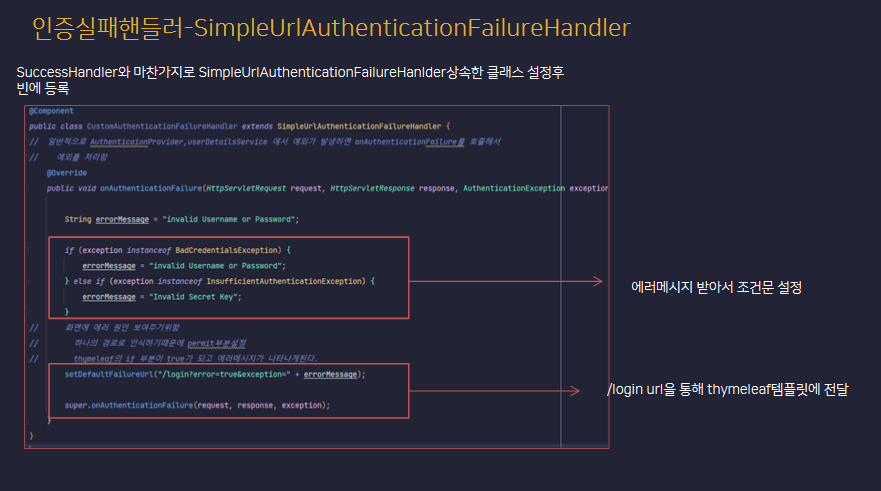 인증실패핸들러-SimpleUrlAuthenticationFailureHandler
SuccessHandler와 마찬가지로 SimpleUrlAuthenticationFailureHanlder상속한 클래스 설정후
빈에 등록
@Component
public class CustomAuthenticationFailureHandler extends SimpleUrlAuthenticationFailureHandler {
// 일반적으로 AuthenticaionProvider,userDetailsService 에서 예외가 발생하면 onAuthenticationFailure를 호출해서
// 예외를 처리함
@Override
public void onAuthenticationFailure(HttpServletRequest request, HttpServletResponse response, AuthenticationException exception
String errorMessage = "invalid Username or Password";
if (exception instanceof BadCredentialsException) {
errorMessage = "invalid Username or Password";
} else if (exception instanceof InsufficientAuthenticationException) {
errorMessage = "Invalid Secret Key";
}
에러메시지 받아서 조건문 설정
// 화면에 에러 원인 보여주기위함
// 하나의 경로로 인식하기때문에 permit부분설정
// thymeleaf의 if 부분이 true가 되고 에러메시지가 나타나게된다.
setDefaultFailureUrl("/login?error=true&exception=" + errorMessage);
/login url을 통해 thymeleaf템플릿에 전달
super.onAuthenticationFailure(request, response, exception);
}
}